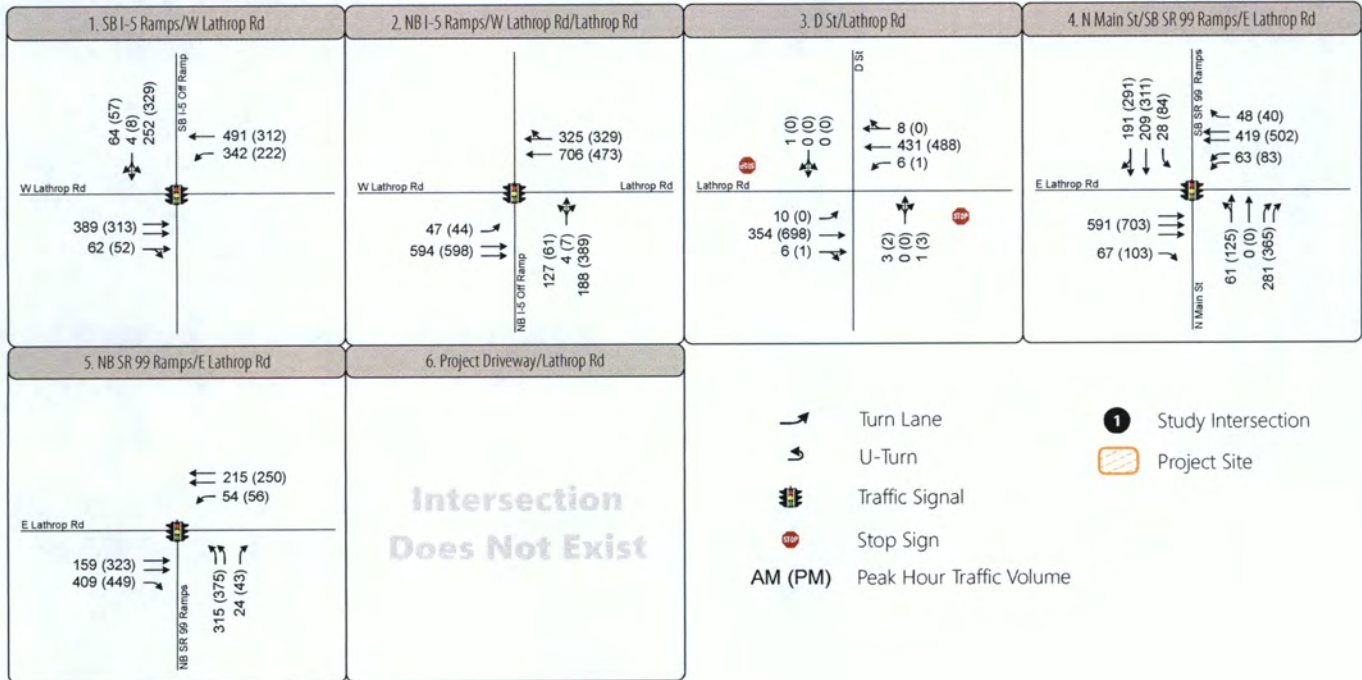 1. SB I-5 Ramps/W Lathrop Rd
64 (57)
4 (8)
252 (329)
SB I-5 Off Ramp
491 (312)
342 (222)
W Lathrop Rd
389 (313)
62 (52)
2. NB I-5 Ramps/W Lathrop Rd/Lathrop Rd
325 (329)
706 (473)
W Lathrop Rd
Lathrop Rd
47 (44)
594 (598)
NB I-5 Off Ramp
127 (61)
4 (7)
188 (389)
3. D St/Lathrop Rd
D St
1 (0)
0 (0)
0 (0)
8 (0)
431 (488)
6 (1)
STOP
Lathrop Rd
STOP
10 (0)
354 (698)
6 (1)
3 (2)
0 (0)
1 (3)
4. N Main St/SB SR 99 Ramps/E Lathrop Rd
191 (291)
209 (311)
28 (84)
SB SR 99 Ramps
48 (40)
419 (502)
63 (83)
E Lathrop Rd
591 (703)
67 (103)
N Main St
61 (125)
0 (0)
281 (365)
5. NB SR 99 Ramps/E Lathrop Rd
215 (250)
54 (56)
E Lathrop Rd
159 (323)
409 (449)
NB SR 99 Ramps
315 (375)
24 (43)
6. Project Driveway/Lathrop Rd
Intersection
Does Not Exist
Turn Lane
U-Turn
Traffic Signal
STOP Stop Sign
AM (PM) Peak Hour Traffic Volume
1 Study Intersection
Project Site